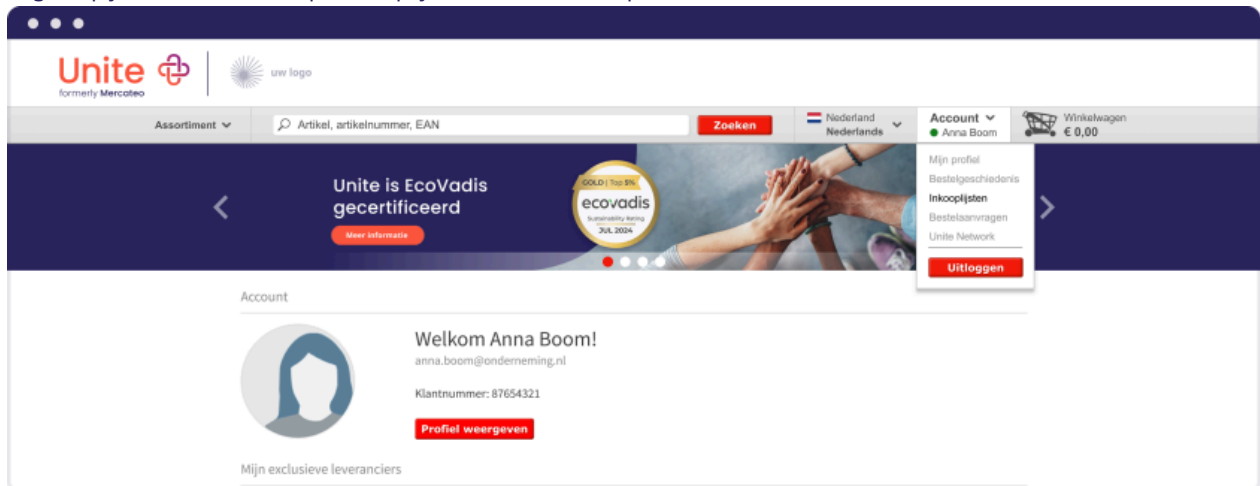 Unite
formerly Mercateo
uw logo
Assortiment
Artikel, artikelnummer, EAN
Zoeken
Nederland
Nederlands
Account
Anna Boom
Winkelwagen
€ 0,00
Unite is EcoVadis
gecertificeerd
Meer informatie
GOLD | Top 5%
ecovadis
Sustainability Rating
JUL 2024
Mijn profiel
Bestelgeschiedenis
Inkooplijsten
Bestelaanvragen
Unite Network
Uitloggen
Account
Welkom Anna Boom!
anna.boom@onderneming.nl
Klantnummer: 87654321
Profiel weergeven
Mijn exclusieve leveranciers